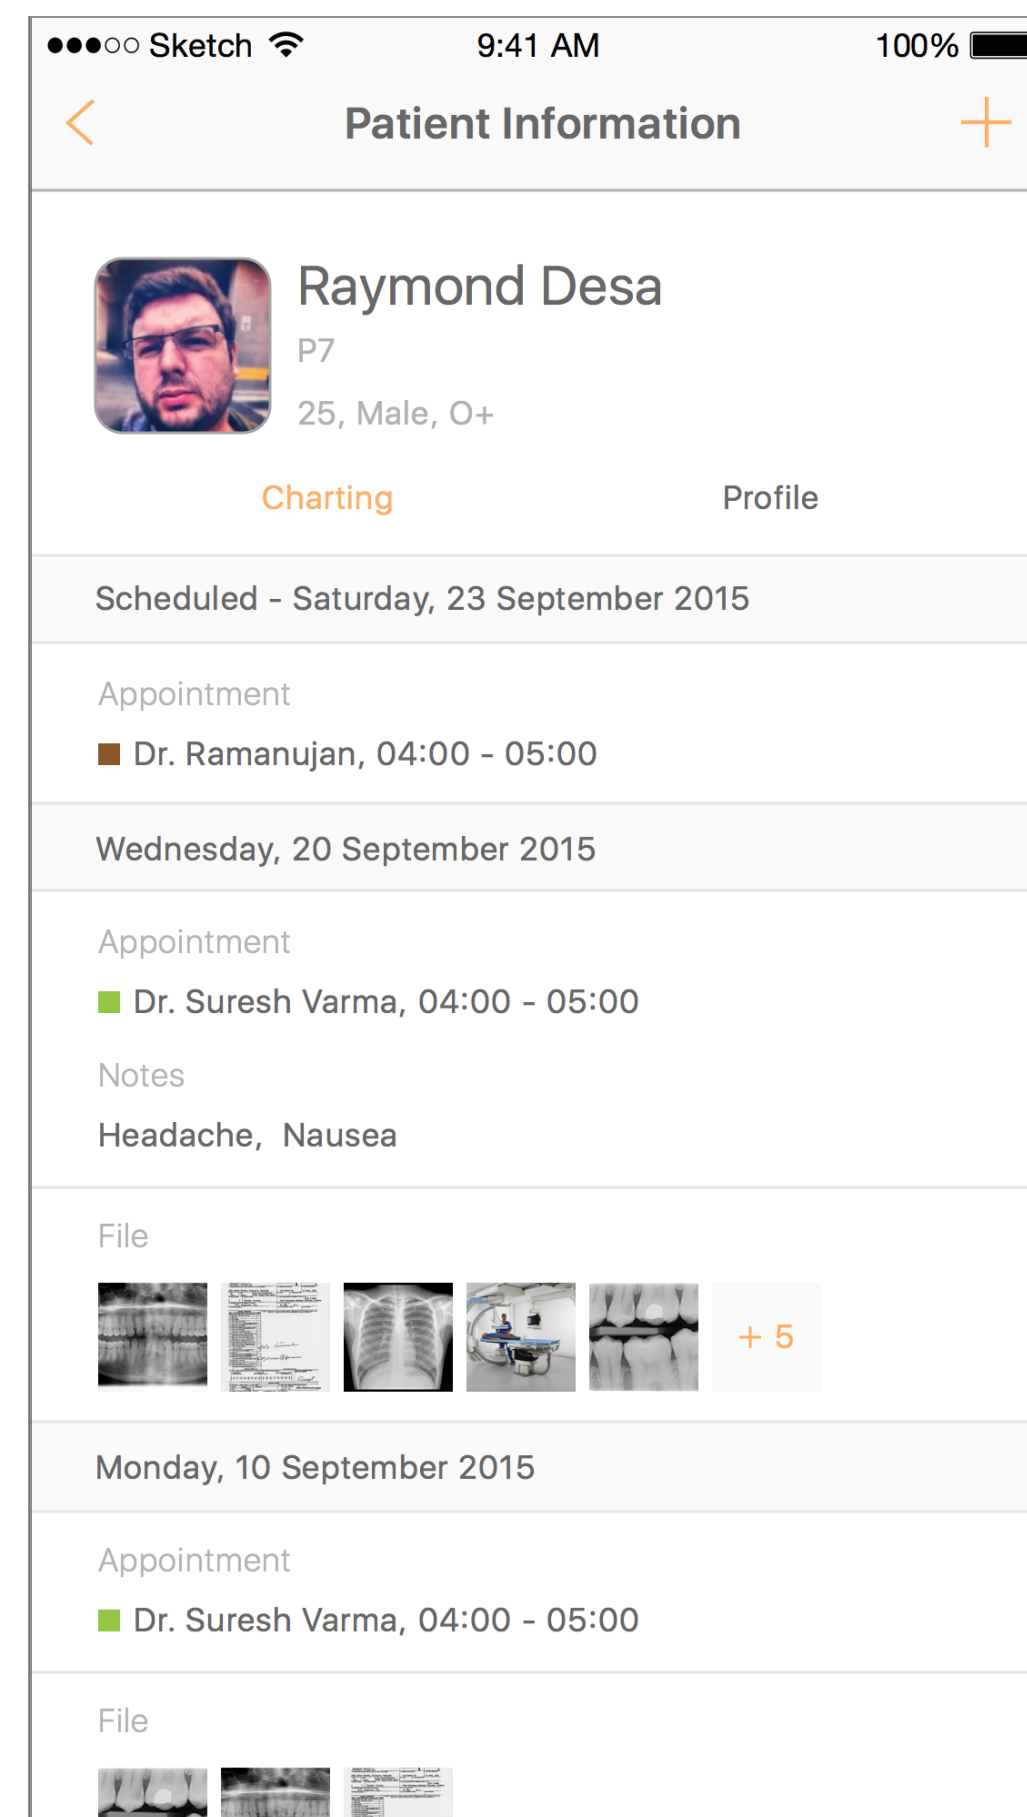 Sketch 9:41 AM 100%
Patient Information
Raymond Desa
P7
25, Male, O+
Charting Profile
Scheduled - Saturday, 23 September 2015
Appointment
Dr. Ramanujan, 04:00 - 05:00
Wednesday, 20 September 2015
Appointment
Dr. Suresh Varma, 04:00 - 05:00
Notes
Headache, Nausea
File
+ 5
Monday, 10 September 2015
Appointment
Dr. Suresh Varma, 04:00 - 05:00
File